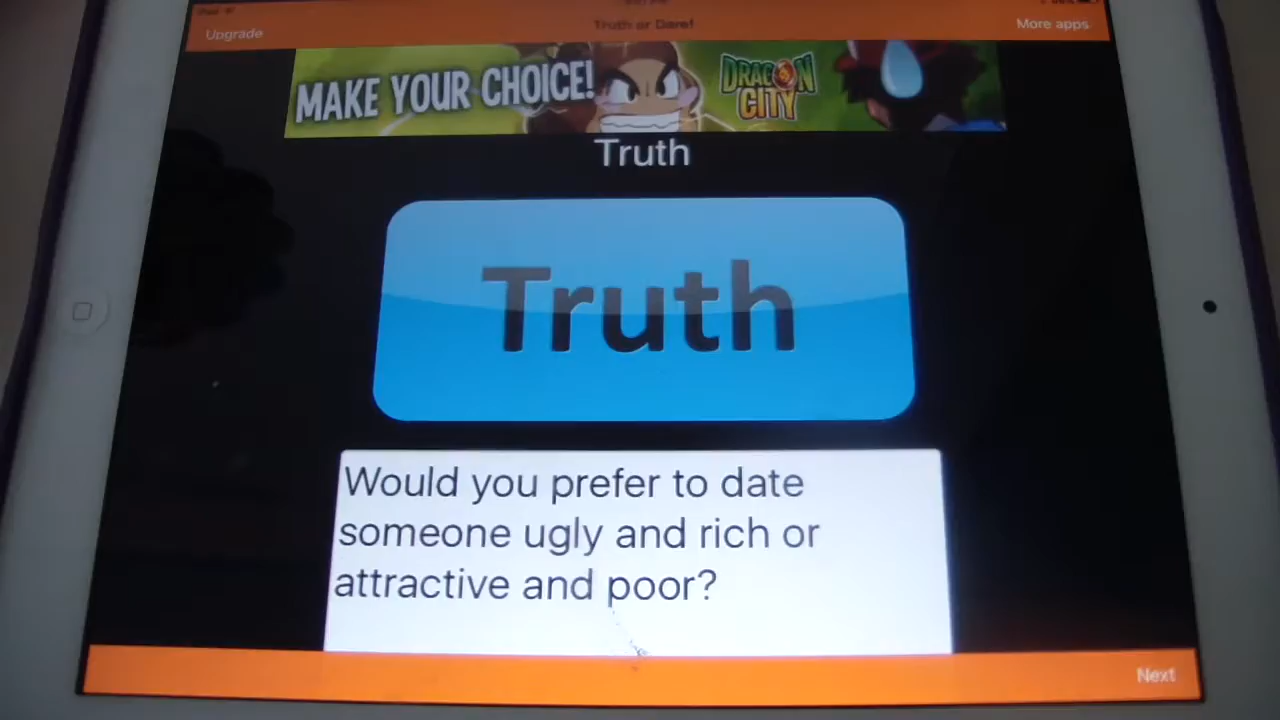 Truth or Dare!
Upgrade
More apps
MAKE YOUR CHOICE!
DRAGON
CITY
Truth
Truth
Would you prefer to date
someone ugly and rich or
attractive and poor?
Next